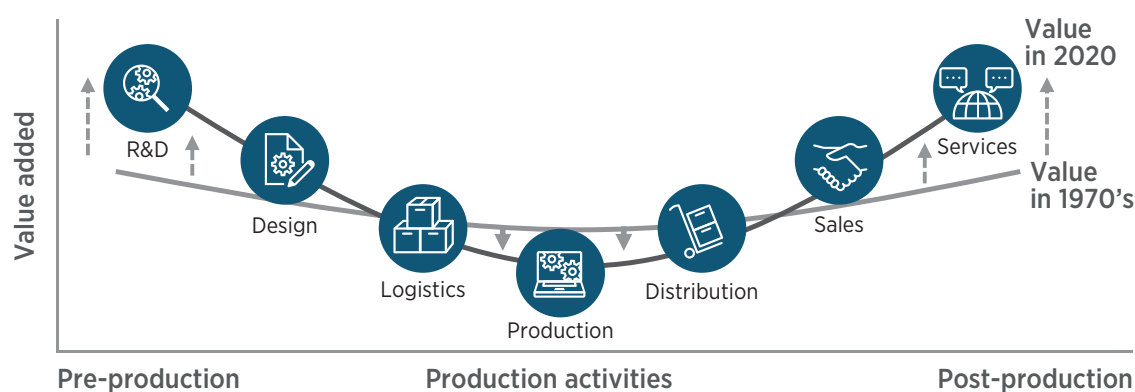 Value
in 2020
Value added
R&D
Services
Value
in 1970's
Design
Sales
Logistics
Distribution
Production
Pre-production
Production activities
Post-production